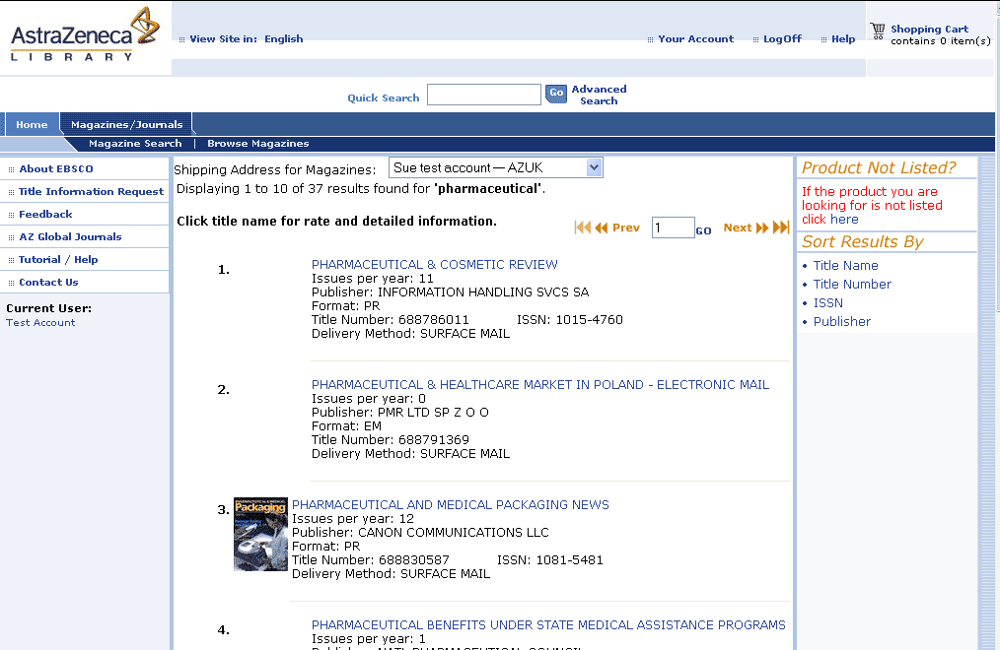 AstraZeneca
LIBRARY
View Site in: English
Your Account
LogOff
Help
Shopping Cart
contains 0 item(s)
Quick Search
Go
Advanced
Search
Home
Magazines/Journals
Magazine Search | Browse Magazines
About EBSCO
Title Information Request
Feedback
AZ Global Journals
Tutorial / Help
Contact Us
Current User:
Test Account
Shipping Address for Magazines: Sue test account — AZUK
Displaying 1 to 10 of 37 results found for 'pharmaceutical'.
Click title name for rate and detailed information.
Prev 1 GO Next
1.
PHARMACEUTICAL & COSMETIC REVIEW
Issues per year: 11
Publisher: INFORMATION HANDLING SVCS SA
Format: PR
Title Number: 688786011 ISSN: 1015-4760
Delivery Method: SURFACE MAIL
2.
PHARMACEUTICAL & HEALTHCARE MARKET IN POLAND - ELECTRONIC MAIL
Issues per year: 0
Publisher: PMR LTD SP Z O O
Format: EM
Title Number: 688791369
Delivery Method: SURFACE MAIL
3.
Packaging
PHARMACEUTICAL AND MEDICAL PACKAGING NEWS
Issues per year: 12
Publisher: CANON COMMUNICATIONS LLC
Format: PR
Title Number: 688830587 ISSN: 1081-5481
Delivery Method: SURFACE MAIL
4.
PHARMACEUTICAL BENEFITS UNDER STATE MEDICAL ASSISTANCE PROGRAMS
Issues per year: 1
Product Not Listed?
If the product you are
looking for is not listed
click here
Sort Results By
• Title Name
• Title Number
• ISSN
• Publisher